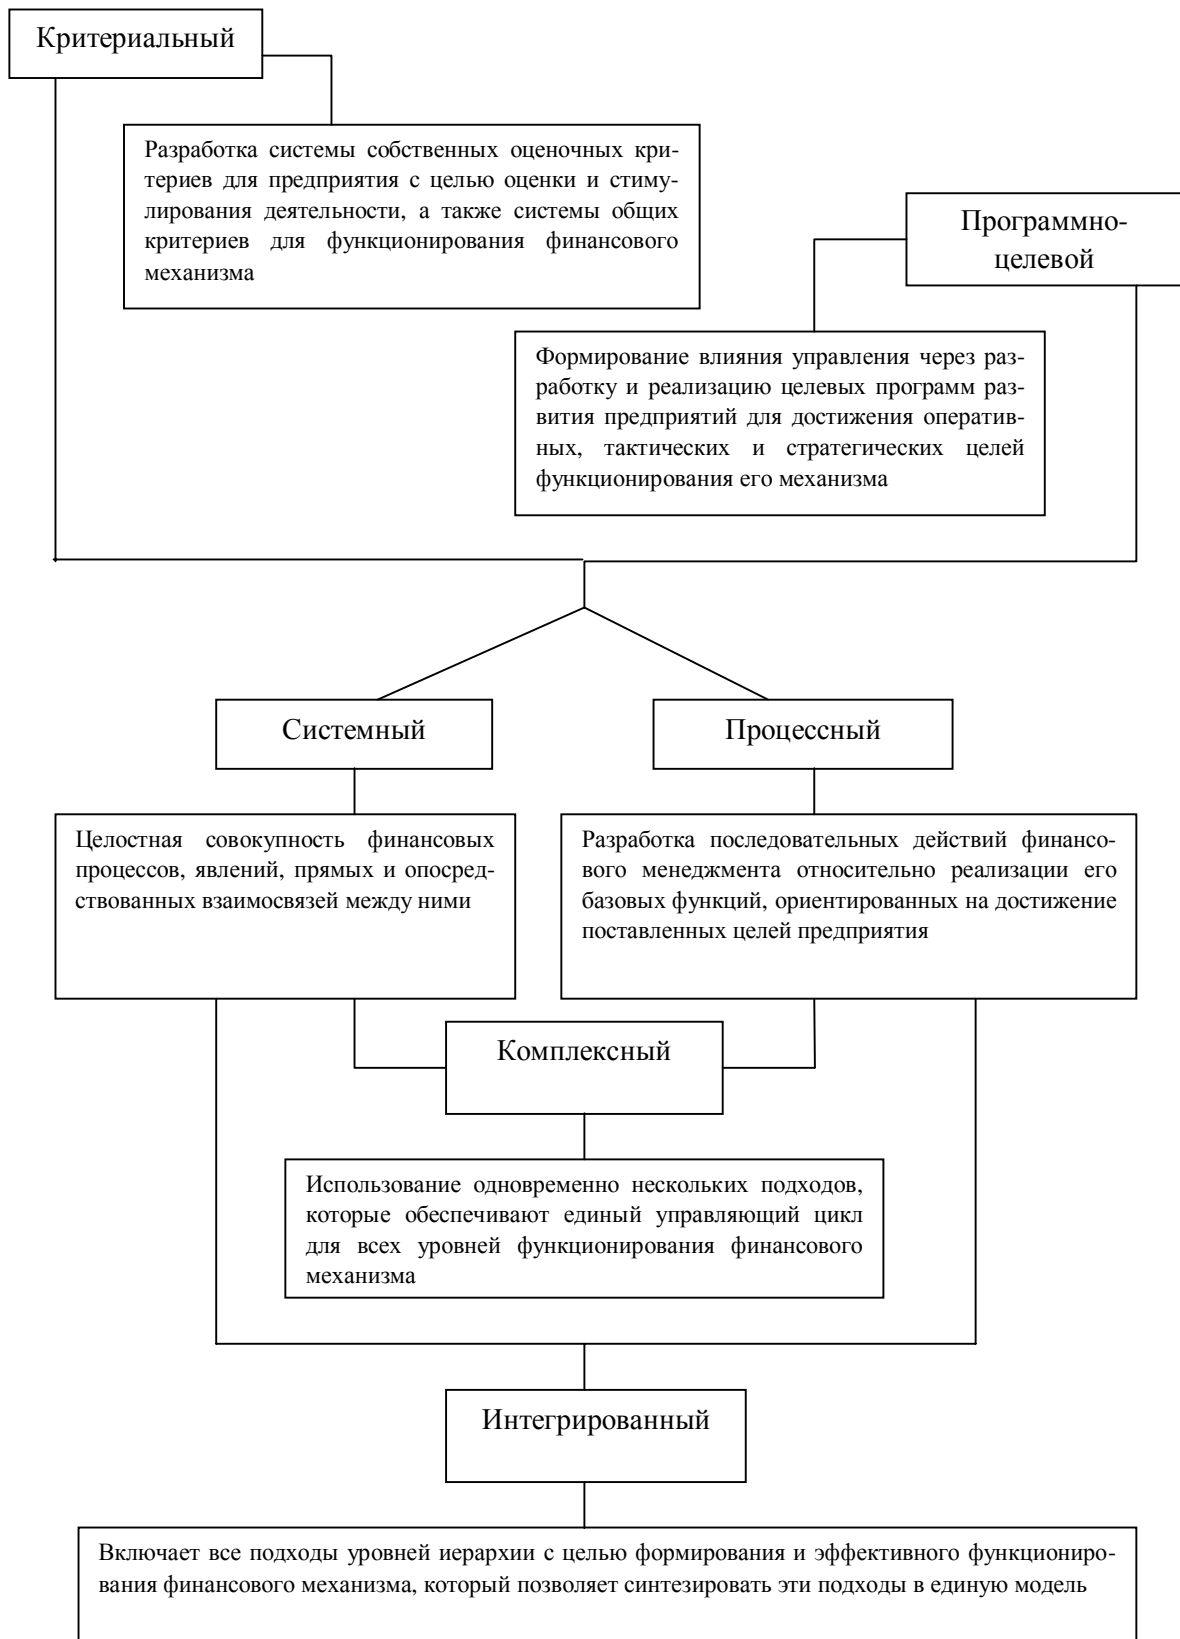 Критериальный
Разработка системы собственных оценочных кри-
териев для предприятия с целью оценки и стиму-
лирования деятельности, а также системы общих
критериев для функционирования финансового
механизма
Программно-
целевой
Формирование влияния управления через раз-
работку и реализацию целевых программ раз-
вития предприятий для достижения оператив-
ных, тактических и стратегических целей
функционирования его механизма
Системный
Процессный
Целостная совокупность финансовых
процессов, явлений, прямых и опосред-
ствованных взаимосвязей между ними
Разработка последовательных действий финансо-
вого менеджмента относительно реализации его
базовых функций, ориентированных на достижение
поставленных целей предприятия
Комплексный
Использование одновременно нескольких подходов,
которые обеспечивают единый управляющий цикл
для всех уровней функционирования финансового
механизма
Интегрированный
Включает все подходы уровней иерархии с целью формирования и эффективного функциониро-
вания финансового механизма, который позволяет синтезировать эти подходы в единую модель